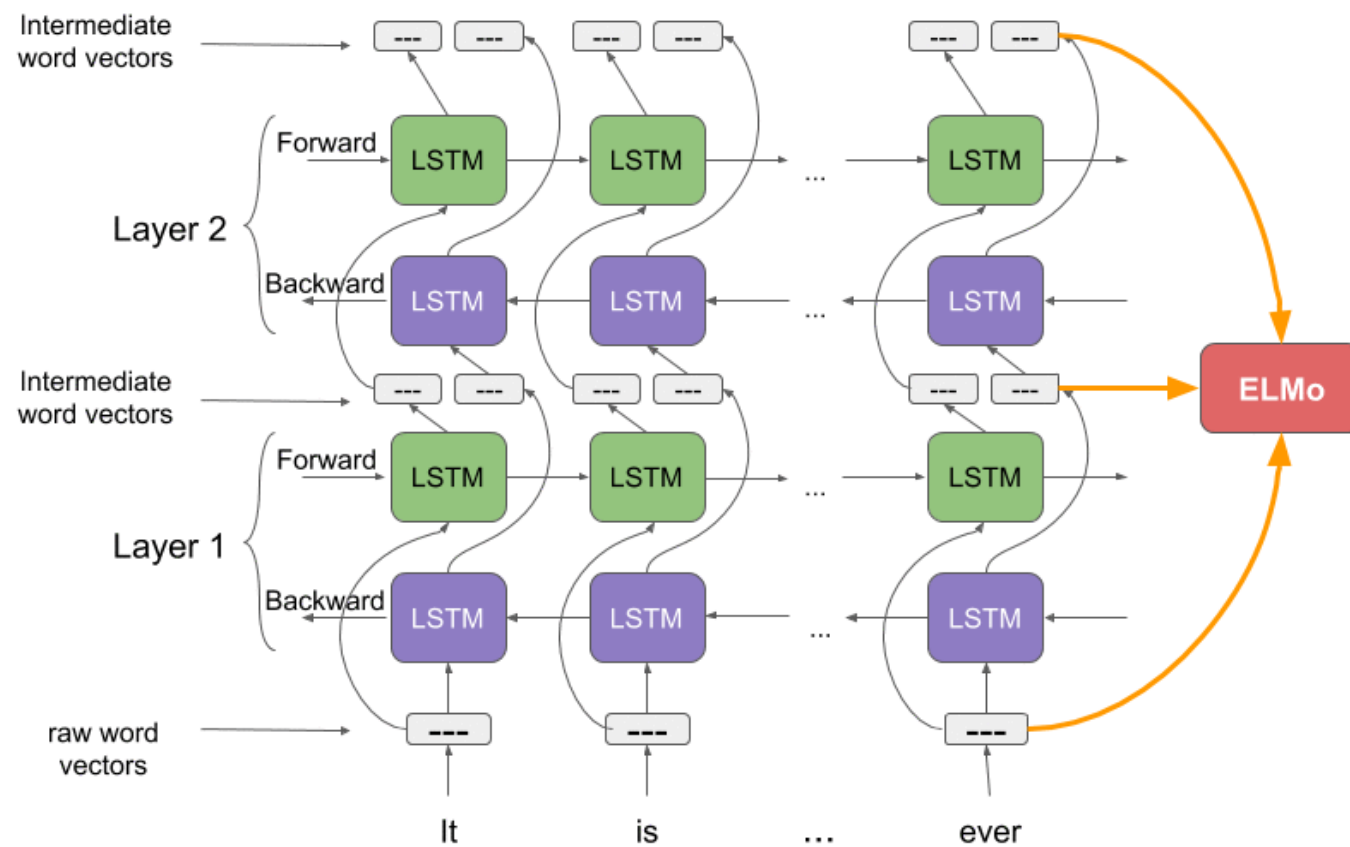 Intermediate
word vectors
--- --- --- --- --- ---
Forward
LSTM LSTM LSTM
...
Layer 2
Backward
LSTM LSTM LSTM
...
Intermediate
word vectors
--- --- --- --- --- ---
ELMo
Forward
LSTM LSTM LSTM
...
Layer 1
Backward
LSTM LSTM LSTM
...
raw word
vectors
--- --- ---
It is ... ever